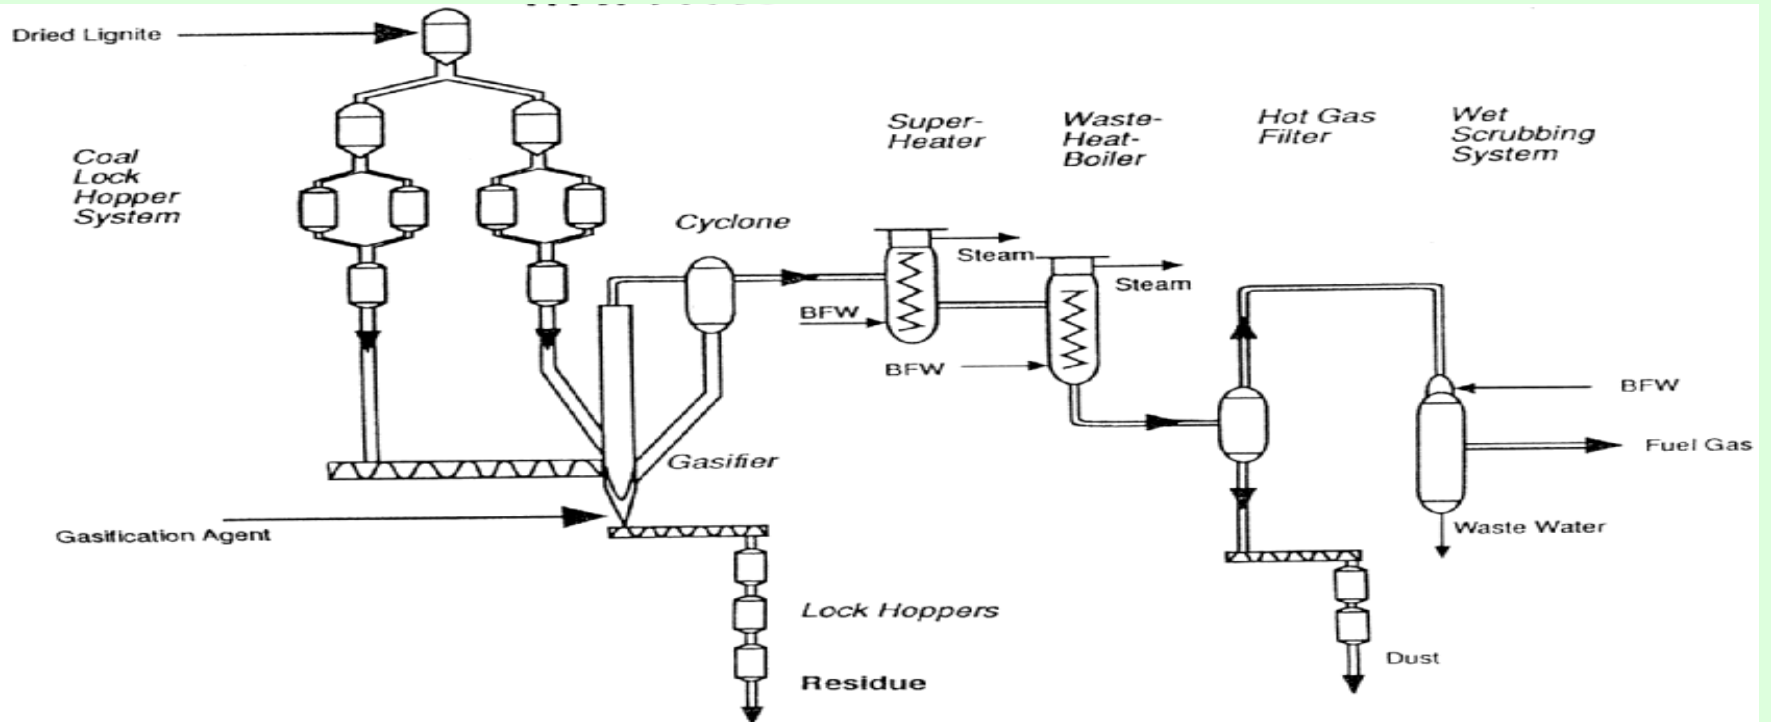 Dried Lignite
Coal
Lock
Hopper
System
Cyclone
Super-
Heater
Waste-
Heat-
Boiler
Hot Gas
Filter
Wet
Scrubbing
System
Steam
Steam
BFW
BFW
BFW
Fuel Gas
Gasifier
Gasification Agent
Waste Water
Lock Hoppers
Residue
Dust